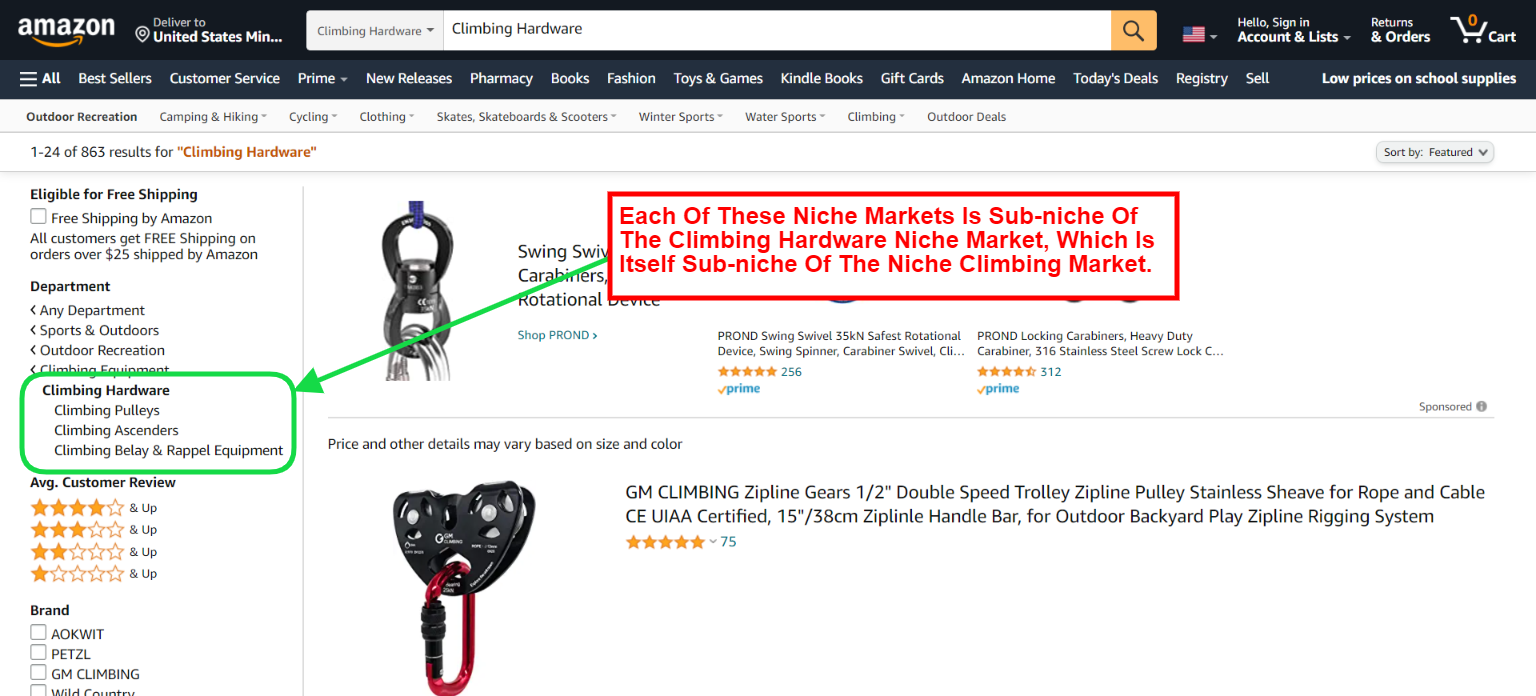 amazon
Deliver to
United States Min...
Climbing Hardware
Climbing Hardware
Hello, Sign in
Account & Lists
Returns
& Orders
0
Cart
All
Best Sellers
Customer Service
Prime
New Releases
Pharmacy
Books
Fashion
Toys & Games
Kindle Books
Gift Cards
Amazon Home
Today's Deals
Registry
Sell
Low prices on school supplies
Outdoor Recreation
Camping & Hiking
Cycling
Clothing
Skates, Skateboards & Scooters
Winter Sports
Water Sports
Climbing
Outdoor Deals
1-24 of 863 results for "Climbing Hardware"
Sort by: Featured
Eligible for Free Shipping
Free Shipping by Amazon
All customers get FREE Shipping on
orders over $25 shipped by Amazon
Department
Any Department
Sports & Outdoors
Outdoor Recreation
Climbing Equipment
Climbing Hardware
Climbing Pulleys
Climbing Ascenders
Climbing Belay & Rappel Equipment
Avg. Customer Review
& Up
& Up
& Up
& Up
Brand
AOKWIT
PETZL
GM CLIMBING
Wild Country
Swing
Carabiners,
Rotational Device
Shop PROND ›
Each Of These Niche Markets Is Sub-niche Of
The Climbing Hardware Niche Market, Which Is
Itself Sub-niche Of The Niche Climbing Market.
PROND Swing Swivel 35kN Safest Rotational
Device, Swing Spinner, Carabiner Swivel, Cli...
256
prime
PROND Locking Carabiners, Heavy Duty
Carabiner, 316 Stainless Steel Screw Lock C...
312
prime
Sponsored
Price and other details may vary based on size and color
GM
CLIMBING
GM CLIMBING Zipline Gears 1/2" Double Speed Trolley Zipline Pulley Stainless Sheave for Rope and Cable
CE UIAA Certified, 15"/38cm Ziplinle Handle Bar, for Outdoor Backyard Play Zipline Rigging System
75